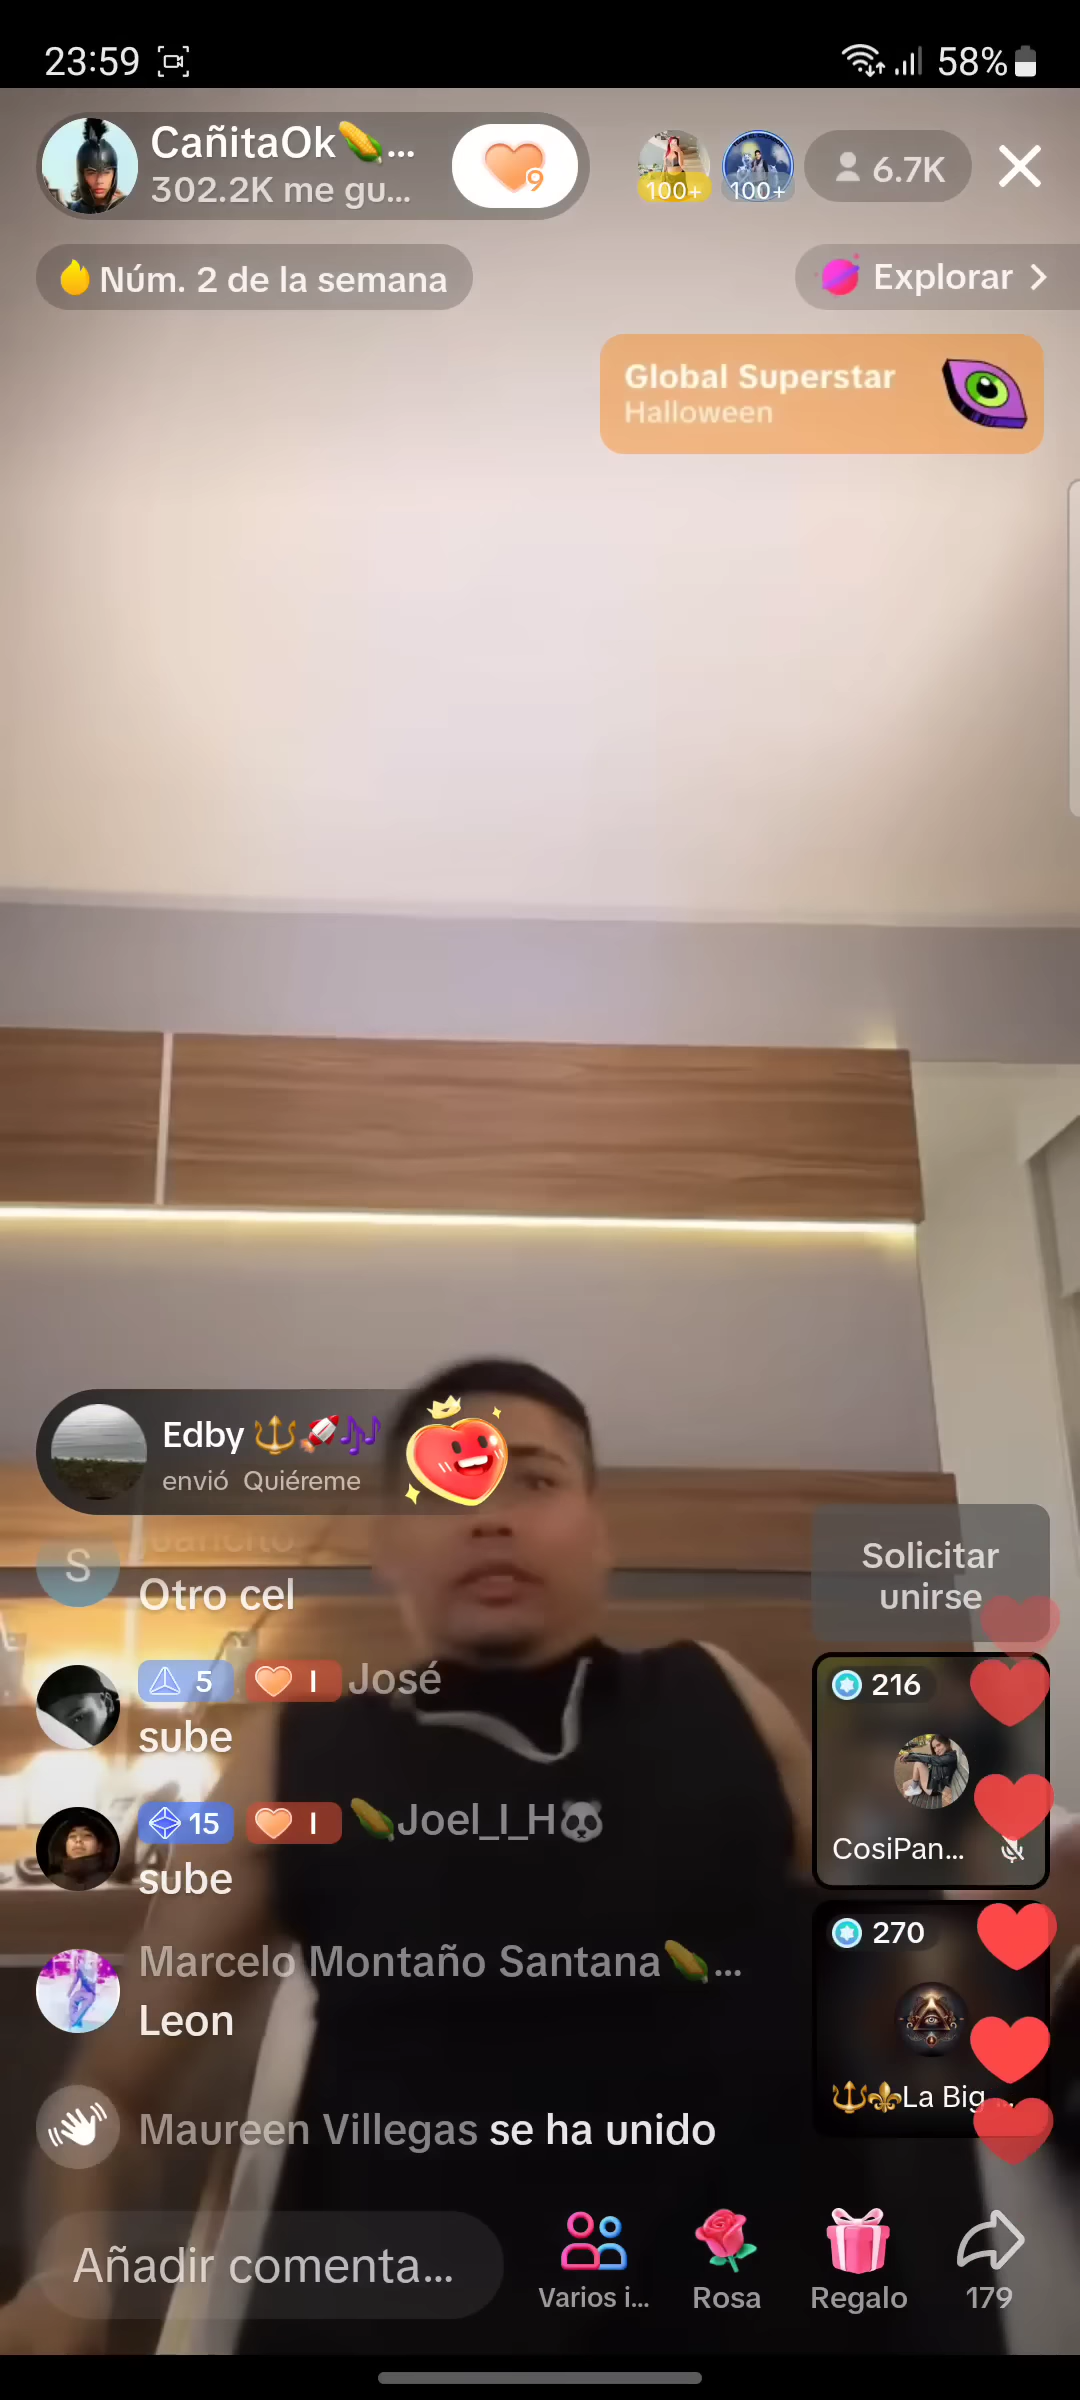 23:59
58%
CañitaOk🌽...
302.2K me gu...
9
100+
100+
6.7K
Núm. 2 de la semana
Explorar
Global Superstar
Halloween
Edby 🔱🚀🎶
envió Quiéreme
S
Otro cel
Solicitar
unirse
5 I José
sube
216
CosiPan...
15 I 🌽Joel_I_H🐼
sube
270
🔱⚜️La Big ...
Marcelo Montaño Santana🌽...
Leon
Maureen Villegas se ha unido
Añadir comenta...
Varios i...
Rosa
Regalo
179